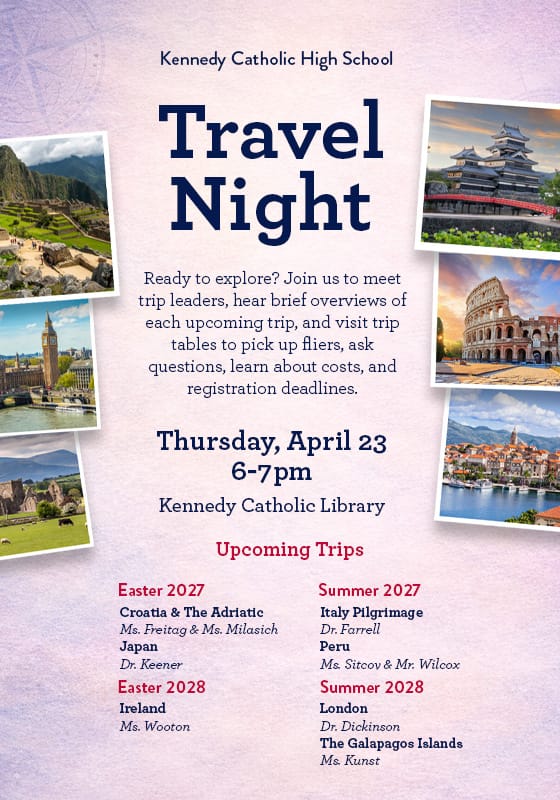 Kennedy Catholic High School
Travel
Night
Ready to explore? Join us to meet
trip leaders, hear brief overviews of
each upcoming trip, and visit trip
tables to pick up fliers, ask
questions, learn about costs, and
registration deadlines.
Thursday, April 23
6-7pm
Kennedy Catholic Library
Upcoming Trips
Easter 2027
Croatia & The Adriatic
Ms. Freitag & Ms. Milasich
Japan
Dr. Keener
Easter 2028
Ireland
Ms. Wooton
Summer 2027
Italy Pilgrimage
Dr. Farrell
Peru
Ms. Sitcov & Mr. Wilcox
Summer 2028
London
Dr. Dickinson
The Galapagos Islands
Ms. Kunst